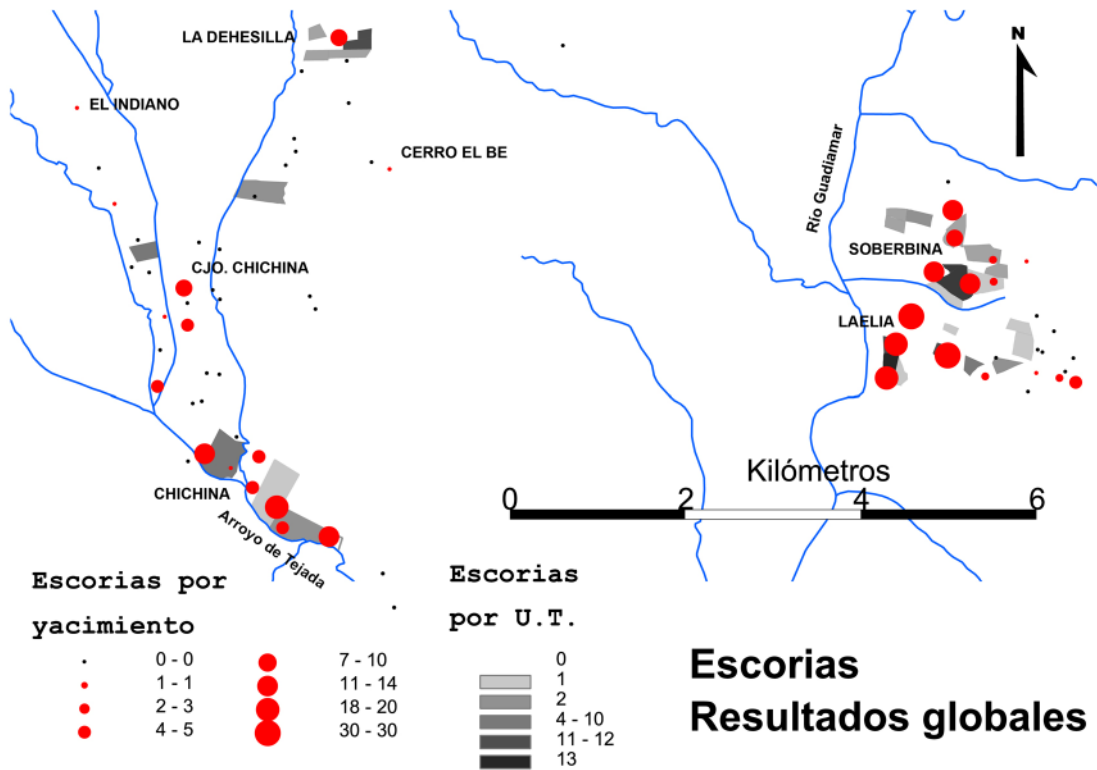 LA DEHESILLA
N
EL INDIANO
CERRO EL BE
Río Guadiamar
SOBERBINA
CJO. CHICHINA
LAELIA
Kilómetros
0 2 4 6
CHICHINA
Arroyo de Tejada
Escorias por
yacimiento
0 - 0
1 - 1
2 - 3
4 - 5
7 - 10
11 - 14
18 - 20
30 - 30
Escorias
por U.T.
0
1
2
4 - 10
11 - 12
13
Escorias
Resultados globales